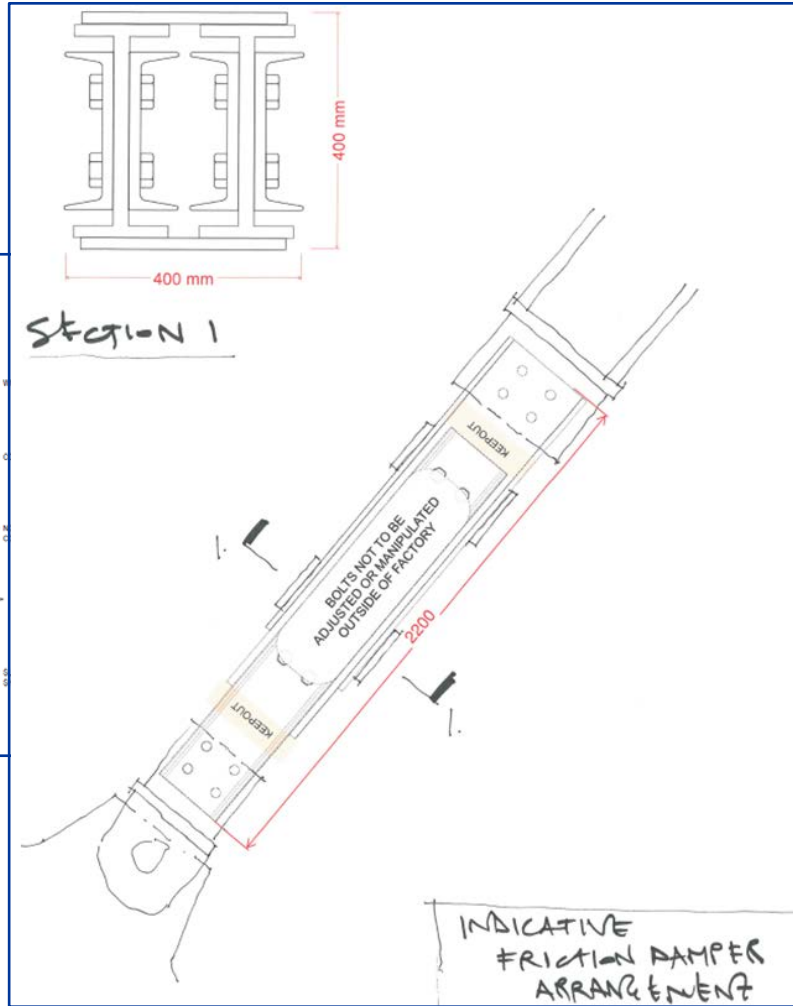 400 mm
400 mm
SECTION 1
KEEPOUT
BOLTS NOT TO BE
ADJUSTED OR MANIPULATED
OUTSIDE OF FACTORY
1.
2200
KEEPOUT
1.
INDICATIVE
FRICTION DAMPER
ARRANGEMENT